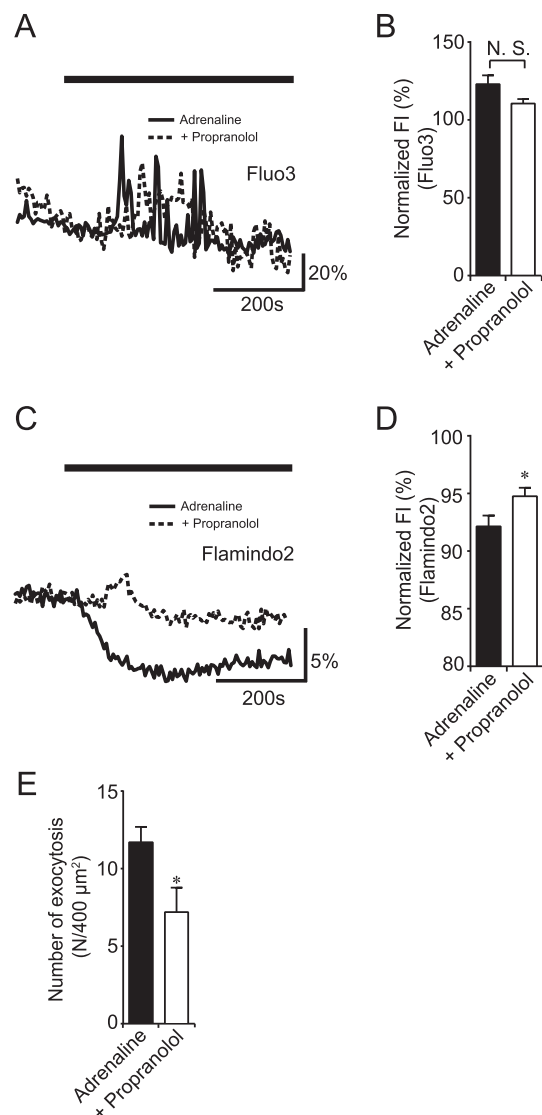 A
Adrenaline
+ Propranolol
Fluo3
20%
200s
B
N. S.
150
100
50
0
Normalized FI (%)
(Fluo3)
Adrenaline
+ Propranolol
C
Adrenaline
+ Propranolol
Flamindo2
5%
200s
D
100
95
90
85
80
Normalized FI (%)
(Flamindo2)
*
Adrenaline
+ Propranolol
E
15
10
5
0
Number of exocytosis
(N/400 µm²)
*
Adrenaline
+ Propranolol